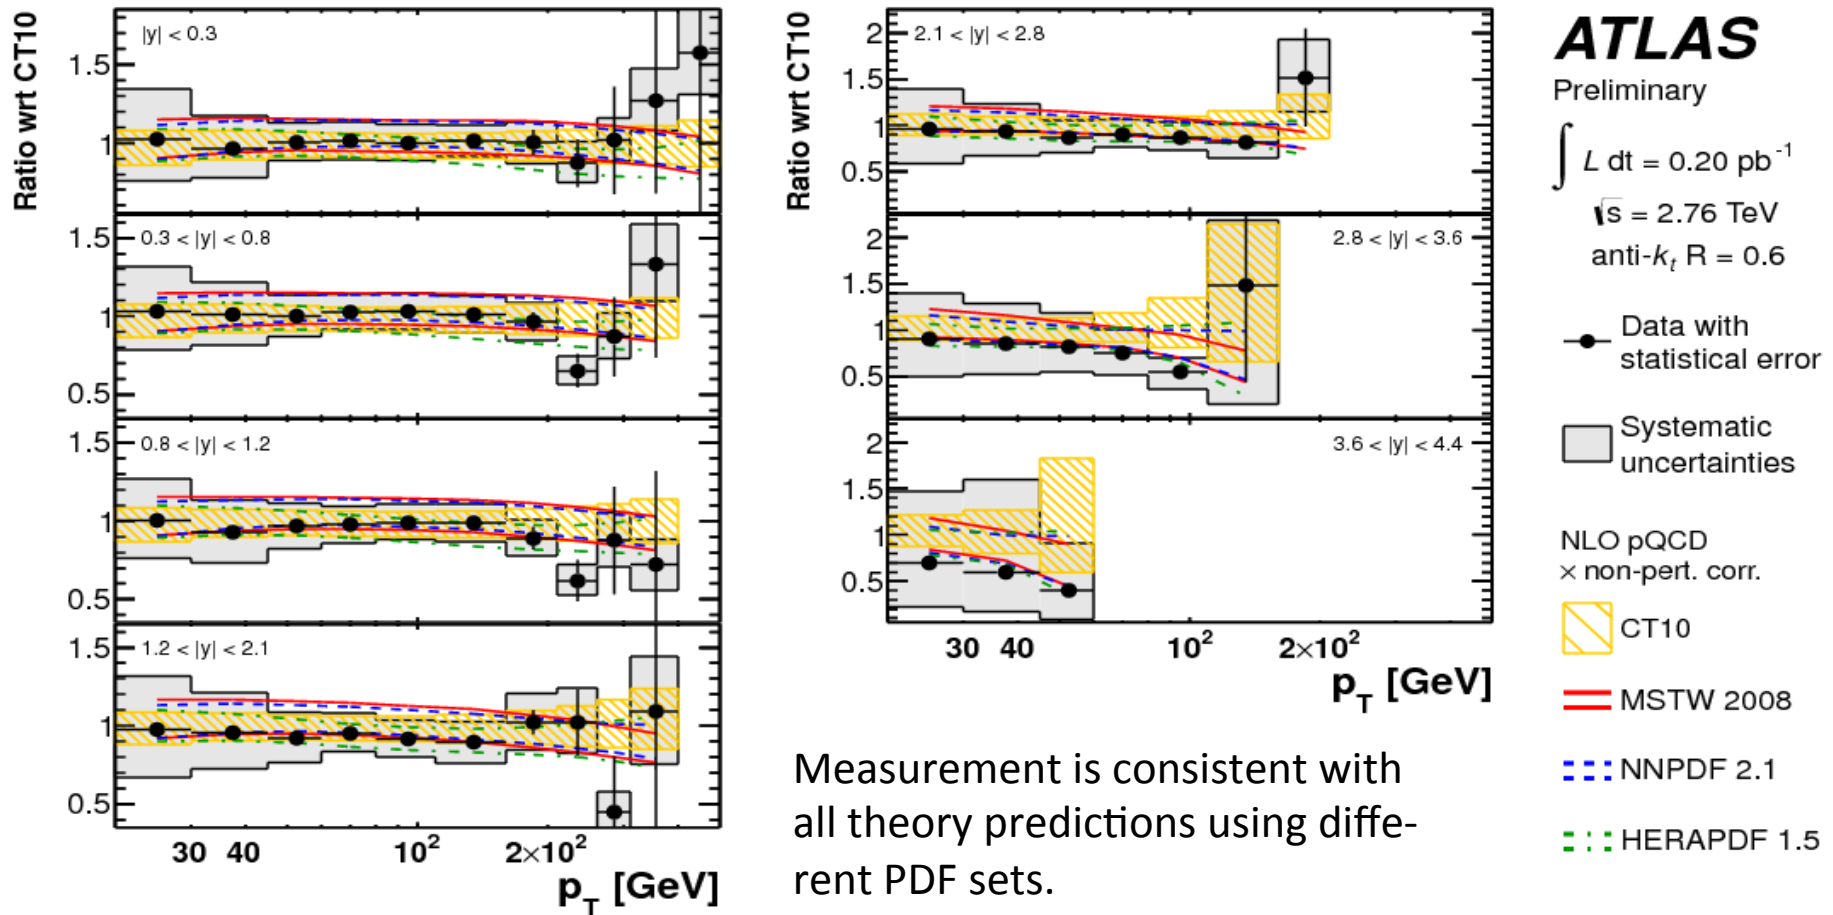 Ratio wrt CT10
|y| < 0.3
1.5
1
0.3 < |y| < 0.8
1.5
1
0.5
0.8 < |y| < 1.2
1.5
1
0.5
1.2 < |y| < 2.1
1.5
1
0.5
30 40 10² 2×10²
p_T [GeV]
Ratio wrt CT10
2.1 < |y| < 2.8
2
1.5
1
0.5
2.8 < |y| < 3.6
2
1.5
1
0.5
3.6 < |y| < 4.4
2
1.5
1
0.5
30 40 10² 2×10²
p_T [GeV]
ATLAS
Preliminary
∫ L dt = 0.20 pb⁻¹
√s = 2.76 TeV
anti-k_t R = 0.6
Data with
statistical error
Systematic
uncertainties
NLO pQCD
× non-pert. corr.
CT10
MSTW 2008
NNPDF 2.1
HERAPDF 1.5
Measurement is consistent with
all theory predictions using diffe-
rent PDF sets.